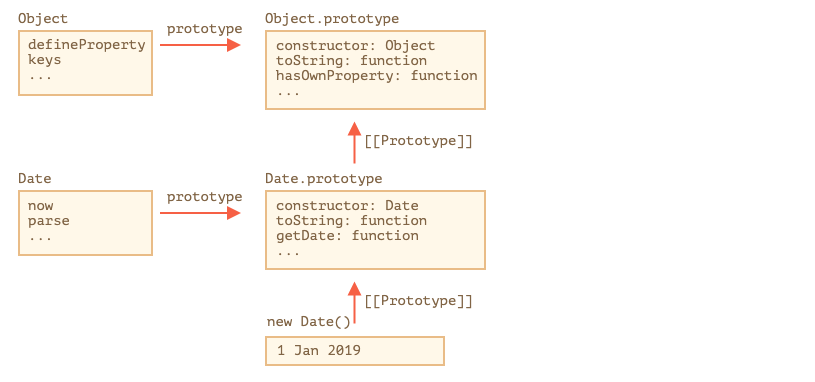 Object
prototype
defineProperty
keys
...
Object.prototype
constructor: Object
toString: function
hasOwnProperty: function
...
[[Prototype]]
Date
prototype
now
parse
...
Date.prototype
constructor: Date
toString: function
getDate: function
...
[[Prototype]]
new Date()
1 Jan 2019